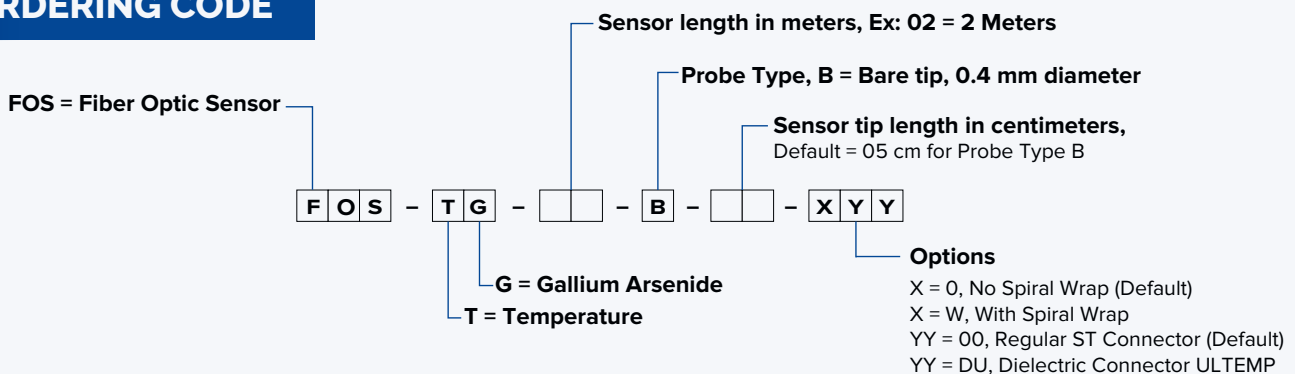 RDERING CODE
Sensor length in meters, Ex: 02 = 2 Meters
Probe Type, B = Bare tip, 0.4 mm diameter
FOS = Fiber Optic Sensor
Sensor tip length in centimeters,
Default = 05 cm for Probe Type B
F O S – T G – – B – – X Y Y
Options
G = Gallium Arsenide
X = 0, No Spiral Wrap (Default)
T = Temperature
X = W, With Spiral Wrap
YY = 00, Regular ST Connector (Default)
YY = DU, Dielectric Connector ULTEMP